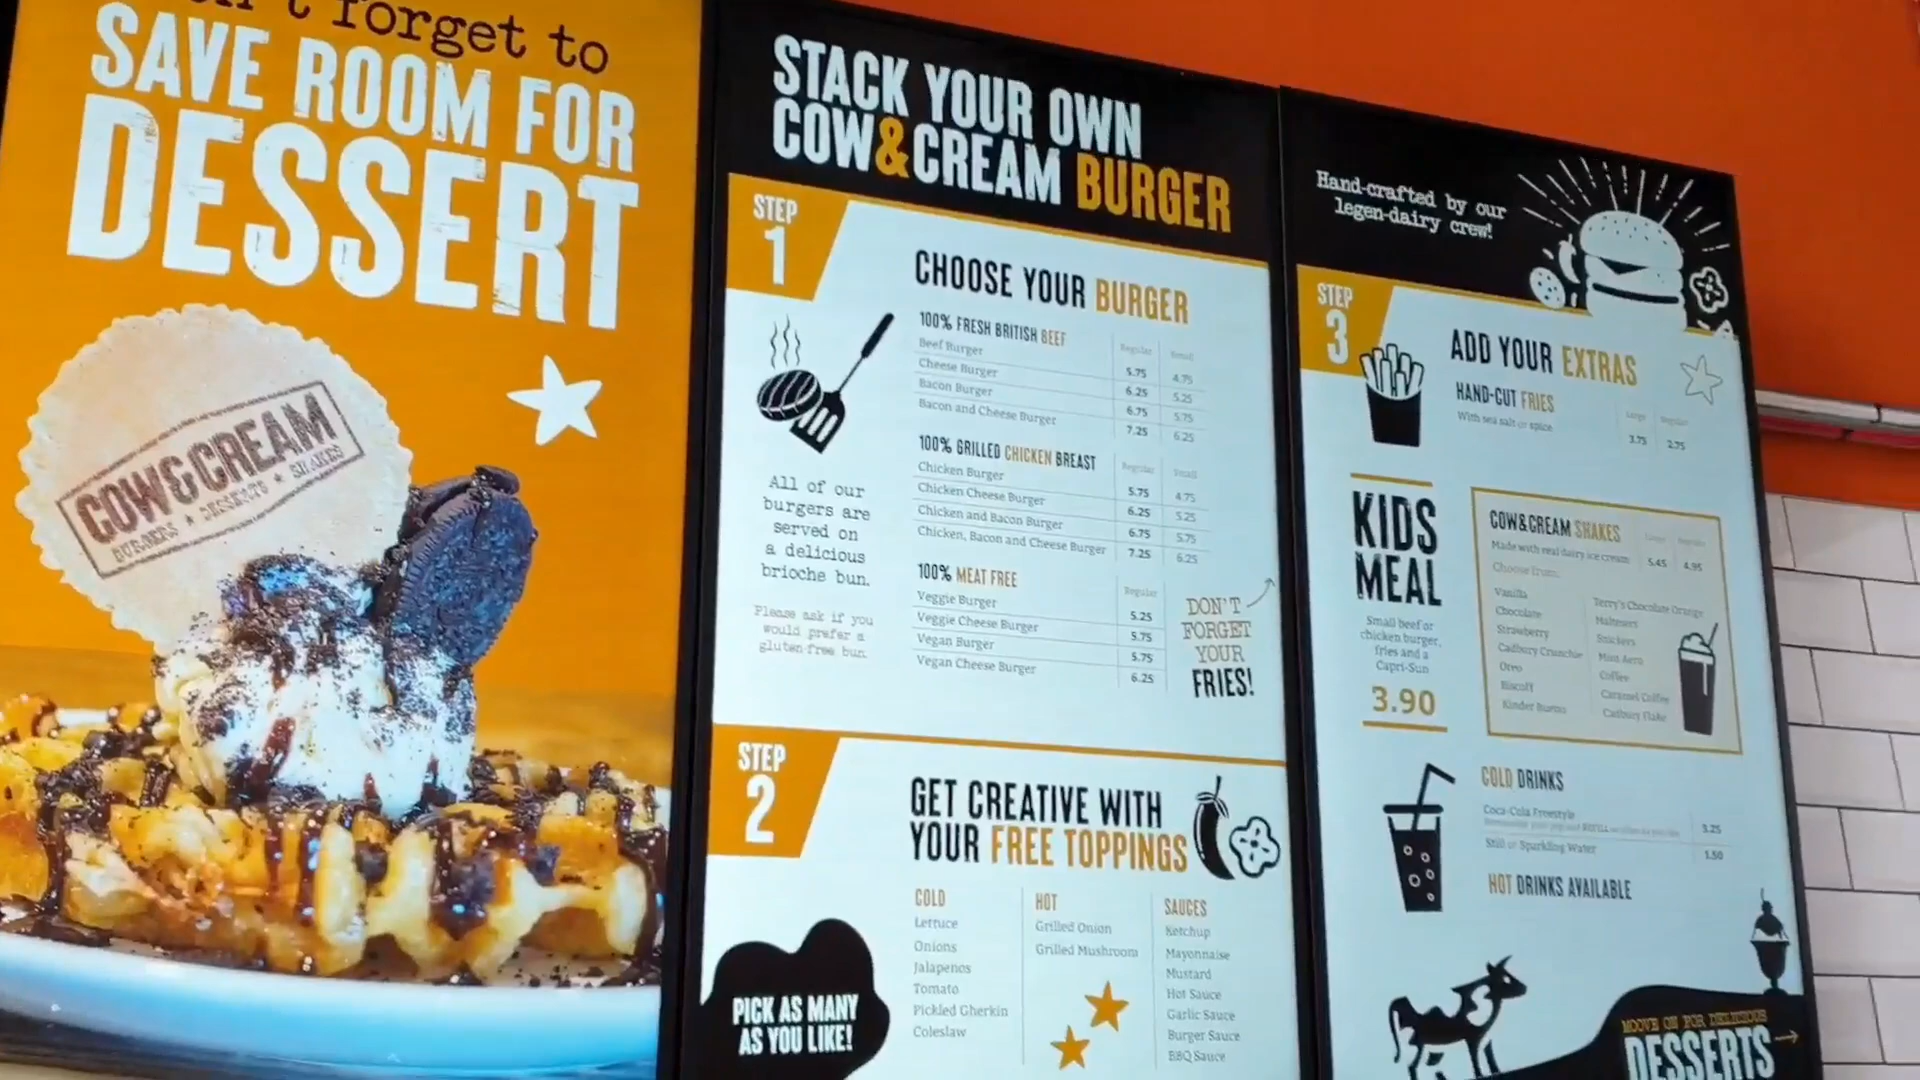 forget to
SAVE ROOM FOR
DESSERT
COW&CREAM
BURGERS ★ DESSERTS ★ SHAKES
STACK YOUR OWN
COW&CREAM BURGER
STEP
1
CHOOSE YOUR BURGER
100% FRESH BRITISH BEEF
Regular Small
Beef Burger 5.75 4.75
Cheese Burger 6.25 5.25
Bacon Burger 6.75 5.75
Bacon and Cheese Burger 7.25 6.25
100% GRILLED CHICKEN BREAST
Regular Small
Chicken Burger 5.75 4.75
Chicken Cheese Burger 6.25 5.25
Chicken and Bacon Burger 6.75 5.75
Chicken, Bacon and Cheese Burger 7.25 6.25
100% MEAT FREE
Regular
Veggie Burger 5.25
Veggie Cheese Burger 5.75
Vegan Burger 5.75
Vegan Cheese Burger 6.25
All of our
burgers are
served on
a delicious
brioche bun.
Please ask if you
would prefer a
gluten-free bun.
DON'T
FORGET
YOUR
FRIES!
STEP
2
GET CREATIVE WITH
YOUR FREE TOPPINGS
PICK AS MANY
AS YOU LIKE!
COLD
Lettuce
Onions
Jalapenos
Tomato
Pickled Gherkin
Coleslaw
HOT
Grilled Onion
Grilled Mushroom
SAUCES
Ketchup
Mayonnaise
Mustard
Hot Sauce
Garlic Sauce
Burger Sauce
BBQ Sauce
Hand-crafted by our
legen-dairy crew!
STEP
3
ADD YOUR EXTRAS
HAND-CUT FRIES
Large Regular
With sea salt or spice 3.75 2.75
KIDS
MEAL
Small beef or
chicken burger,
fries and a
Capri-Sun
3.90
COW&CREAM SHAKES
Large Regular
Made with real dairy ice cream 5.45 4.95
Choose from:
Vanilla
Chocolate
Strawberry
Cadbury Crunchie
Oreo
Biscoff
Kinder Bueno
Terry's Chocolate Orange
Maltesers
Snickers
Mint Aero
Coffee
Caramel Coffee
Cadbury Flake
COLD DRINKS
Coca-Cola Freestyle 3.25
REFILL
Still or Sparkling Water 1.50
HOT DRINKS AVAILABLE
MOOVE ON FOR DELICIOUS
DESSERTS